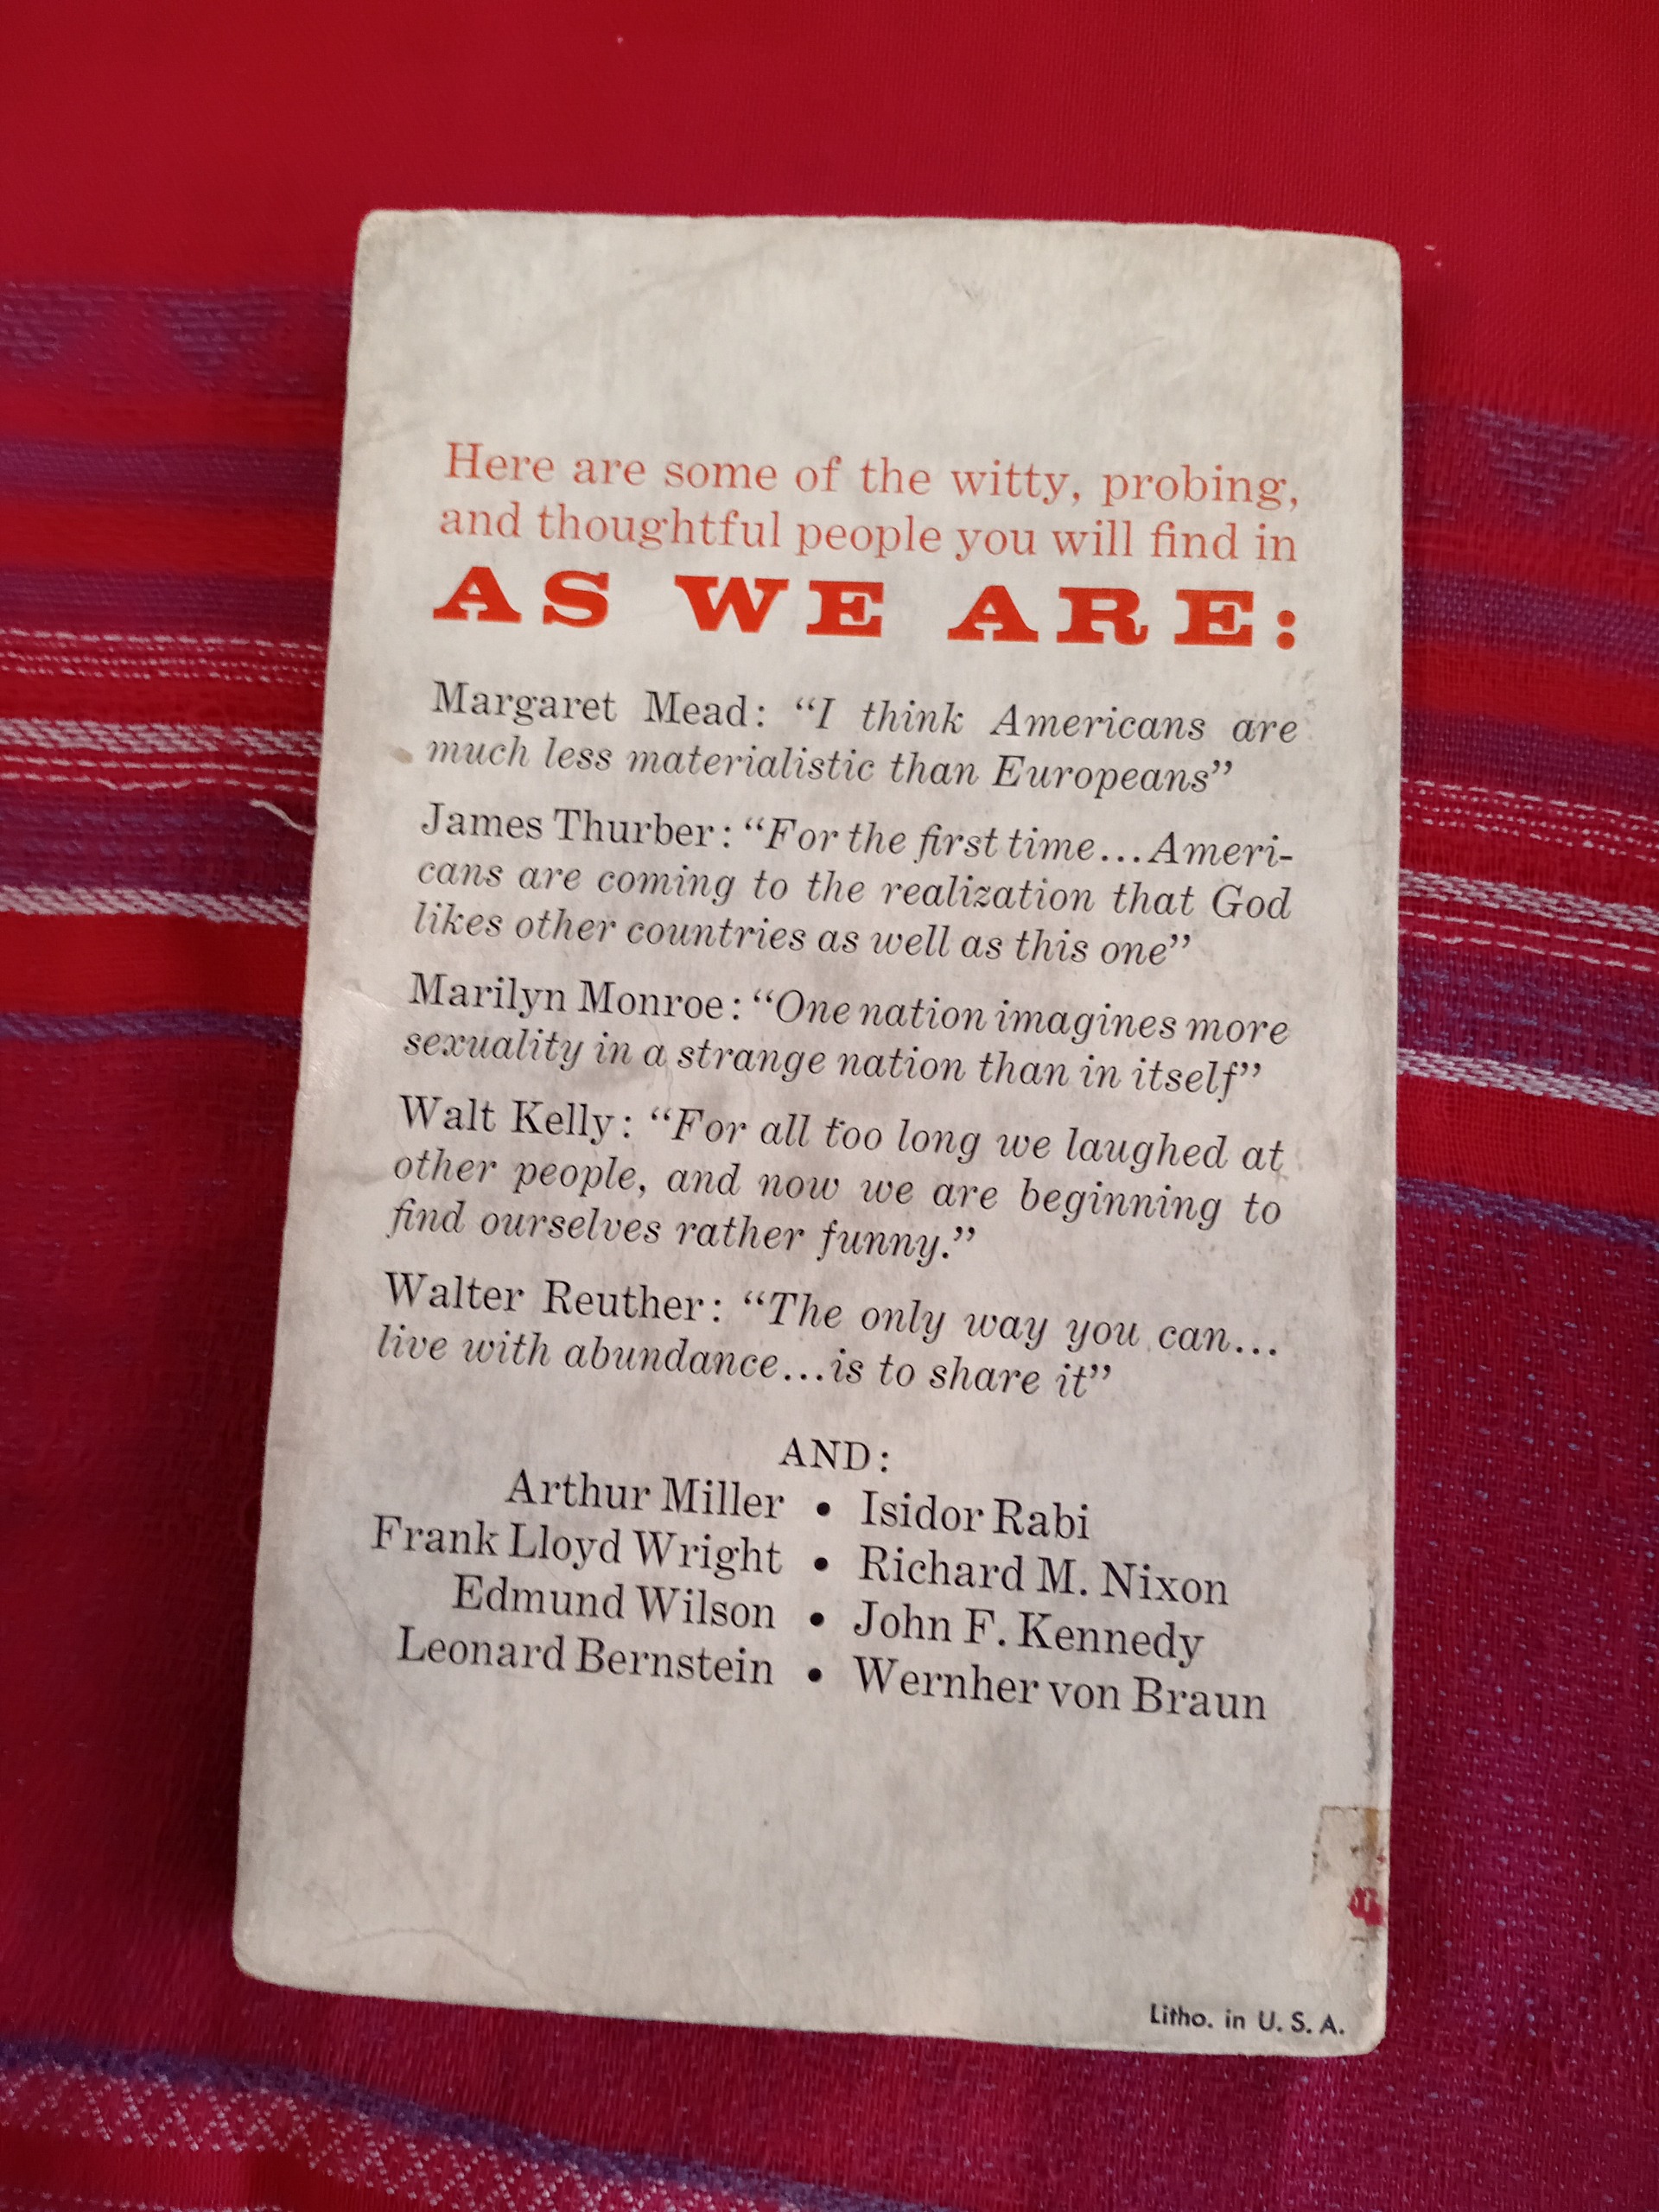 Here are some of the witty, probing,
and thoughtful people you will find in
AS WE ARE:
Margaret Mead: “I think Americans are
much less materialistic than Europeans”
James Thurber: “For the first time...Ameri-
cans are coming to the realization that God
likes other countries as well as this one”
Marilyn Monroe: “One nation imagines more
sexuality in a strange nation than in itself”
Walt Kelly: “For all too long we laughed at
other people, and now we are beginning to
find ourselves rather funny.”
Walter Reuther: “The only way you can...
live with abundance...is to share it”
AND:
Arthur Miller • Isidor Rabi
Frank Lloyd Wright • Richard M. Nixon
Edmund Wilson • John F. Kennedy
Leonard Bernstein • Wernher von Braun
Litho. in U. S. A.